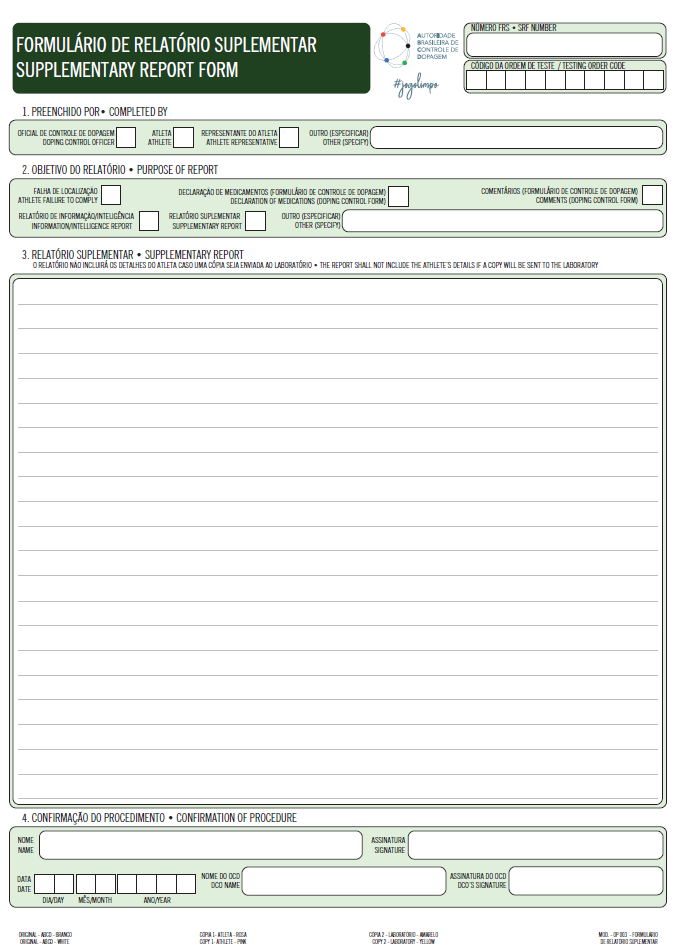 FORMULÁRIO DE RELATÓRIO SUPLEMENTAR
SUPPLEMENTARY REPORT FORM
AUTORIDADE
BRASILEIRA DE
CONTROLE DE
DOPAGEM
#jogolimpo
NÚMERO FRS • SRF NUMBER
CÓDIGO DA ORDEM DE TESTE / TESTING ORDER CODE
1. PREENCHIDO POR• COMPLETED BY
OFICIAL DE CONTROLE DE DOPAGEM
DOPING CONTROL OFFICER
ATLETA
ATHLETE
REPRESENTANTE DO ATLETA
ATHLETE REPRESENTATIVE
OUTRO (ESPECIFICAR)
OTHER (SPECIFY)
2. OBJETIVO DO RELATÓRIO • PURPOSE OF REPORT
FALHA DE LOCALIZAÇÃO
ATHLETE FAILURE TO COMPLY
DECLARAÇÃO DE MEDICAMENTOS (FORMULÁRIO DE CONTROLE DE DOPAGEM)
DECLARATION OF MEDICATIONS (DOPING CONTROL FORM)
COMENTÁRIOS (FORMULÁRIO DE CONTROLE DE DOPAGEM)
COMMENTS (DOPING CONTROL FORM)
RELATÓRIO DE INFORMAÇÃO/INTELIGÊNCIA
INFORMATION/INTELLIGENCE REPORT
RELATÓRIO SUPLEMENTAR
SUPPLEMENTARY REPORT
OUTRO (ESPECIFICAR)
OTHER (SPECIFY)
3. RELATÓRIO SUPLEMENTAR • SUPPLEMENTARY REPORT
O RELATÓRIO NÃO INCLUIRÁ OS DETALHES DO ATLETA CASO UMA CÓPIA SEJA ENVIADA AO LABORATÓRIO • THE REPORT SHALL NOT INCLUDE THE ATHLETE'S DETAILS IF A COPY WILL BE SENT TO THE LABORATORY
4. CONFIRMAÇÃO DO PROCEDIMENTO • CONFIRMATION OF PROCEDURE
NOME
NAME
ASSINATURA
SIGNATURE
DATA
DATE
DIA/DAY
MÊS/MONTH
ANO/YEAR
NOME DO OCD
DCO NAME
ASSINATURA DO OCD
DCO'S SIGNATURE
ORIGINAL - ABCD - BRANCO
ORIGINAL - ABCD - WHITE
CÓPIA 1- ATLETA - ROSA
COPY 1- ATHLETE - PINK
CÓPIA 2 - LABORATÓRIO - AMARELO
COPY 2 - LABORATORY - YELLOW
MOD. - OP 003 - FORMULÁRIO
DE RELATÓRIO SUPLEMENTAR